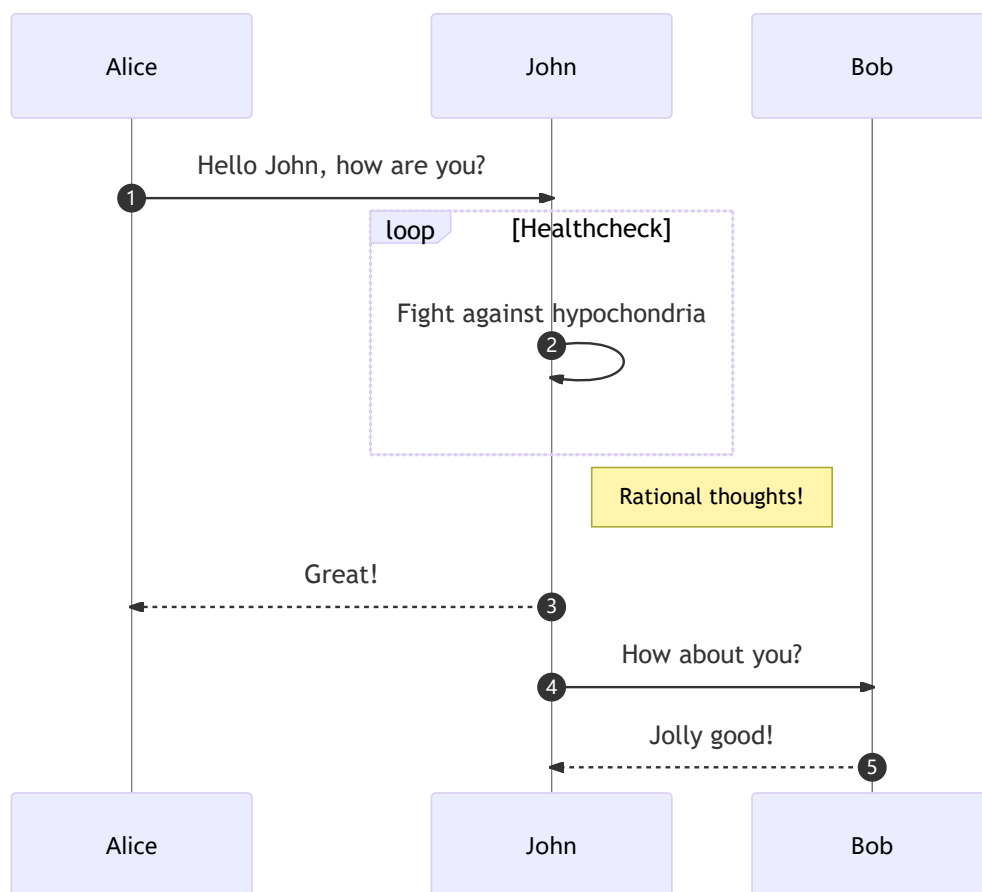 Alice
John
Bob
Hello John, how are you?
1
loop
[Healthcheck]
Fight against hypochondria
2
Rational thoughts!
Great!
3
How about you?
4
Jolly good!
5
Alice
John
Bob